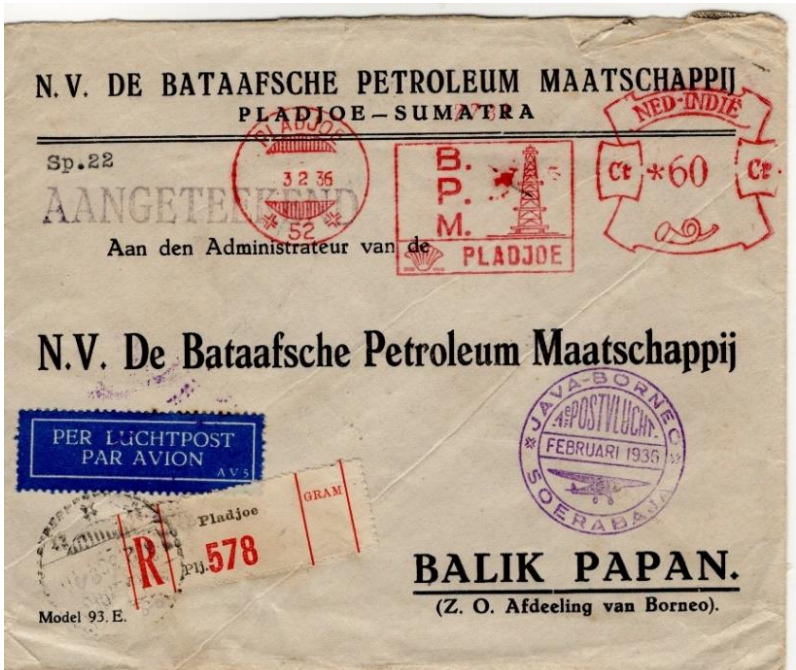 N.V. DE BATAAFSCHE PETROLEUM MAATSCHAPPIJ
PLADJOE–SUMATRA
NED-INDIË
PLADJOE
3 2 36
52
B.
P.
M.
PLADJOE
Ct *60 Ct
Sp.22
AANGETEEKEND
Aan den Administrateur van de
N.V. De Bataafsche Petroleum Maatschappij
PER LUCHTPOST
PAR AVION
AV5
JAVA-BORNEO
1e POSTVLUCHT.
FEBRUARI 1936
SOERABAJA
R
Pladjoe
GRAM
Plj. 578
BALIK PAPAN.
(Z. O. Afdeeling van Borneo).
Model 93. E.